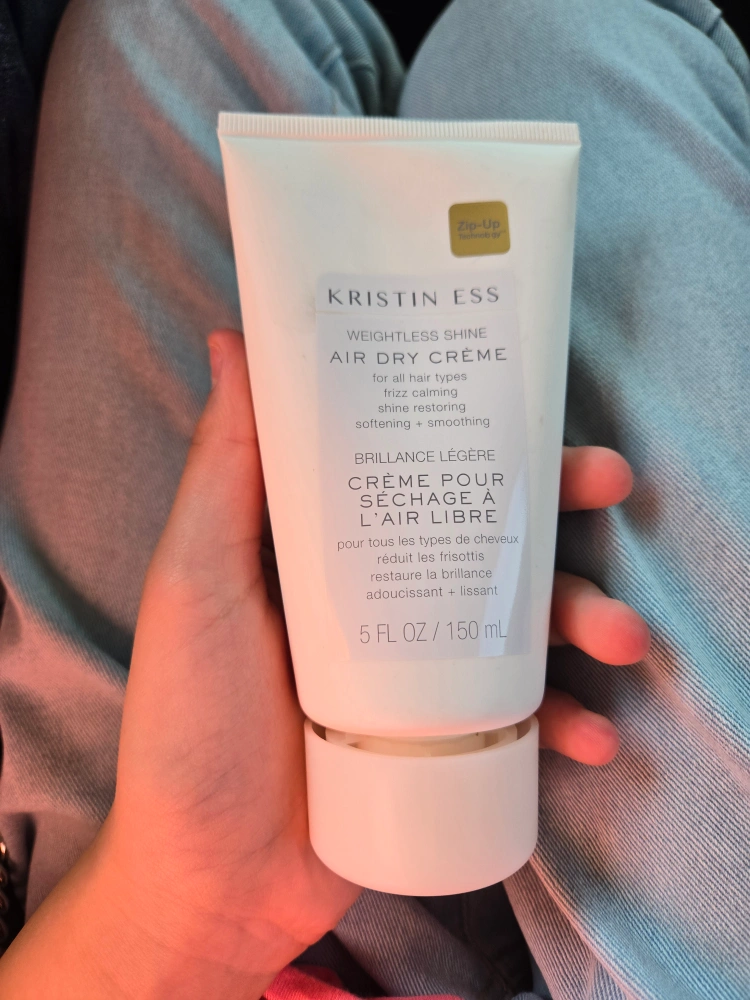 Zip-Up
Technology™
KRISTIN ESS
WEIGHTLESS SHINE
AIR DRY CRÈME
for all hair types
frizz calming
shine restoring
softening + smoothing
BRILLANCE LÉGÈRE
CRÈME POUR
SÉCHAGE À
L'AIR LIBRE
pour tous les types de cheveux
réduit les frisottis
restaure la brillance
adoucissant + lissant
5 FL OZ / 150 mL